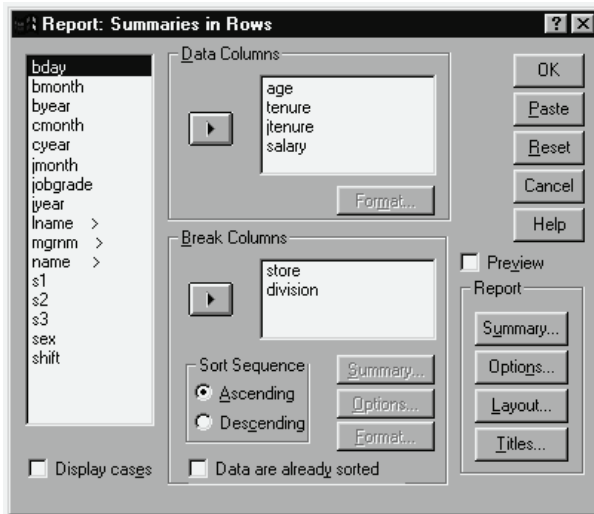 Report: Summaries in Rows
bday
bmonth
byear
cmonth
cyear
jmonth
jobgrade
jyear
lname >
mgrnm >
name >
s1
s2
s3
sex
shift
Display cases
Data Columns
age
tenure
jtenure
salary
Format...
Break Columns
store
division
Sort Sequence
Ascending
Descending
Summary...
Options...
Format...
Data are already sorted
OK
Paste
Reset
Cancel
Help
Preview
Report
Summary...
Options...
Layout...
Titles...